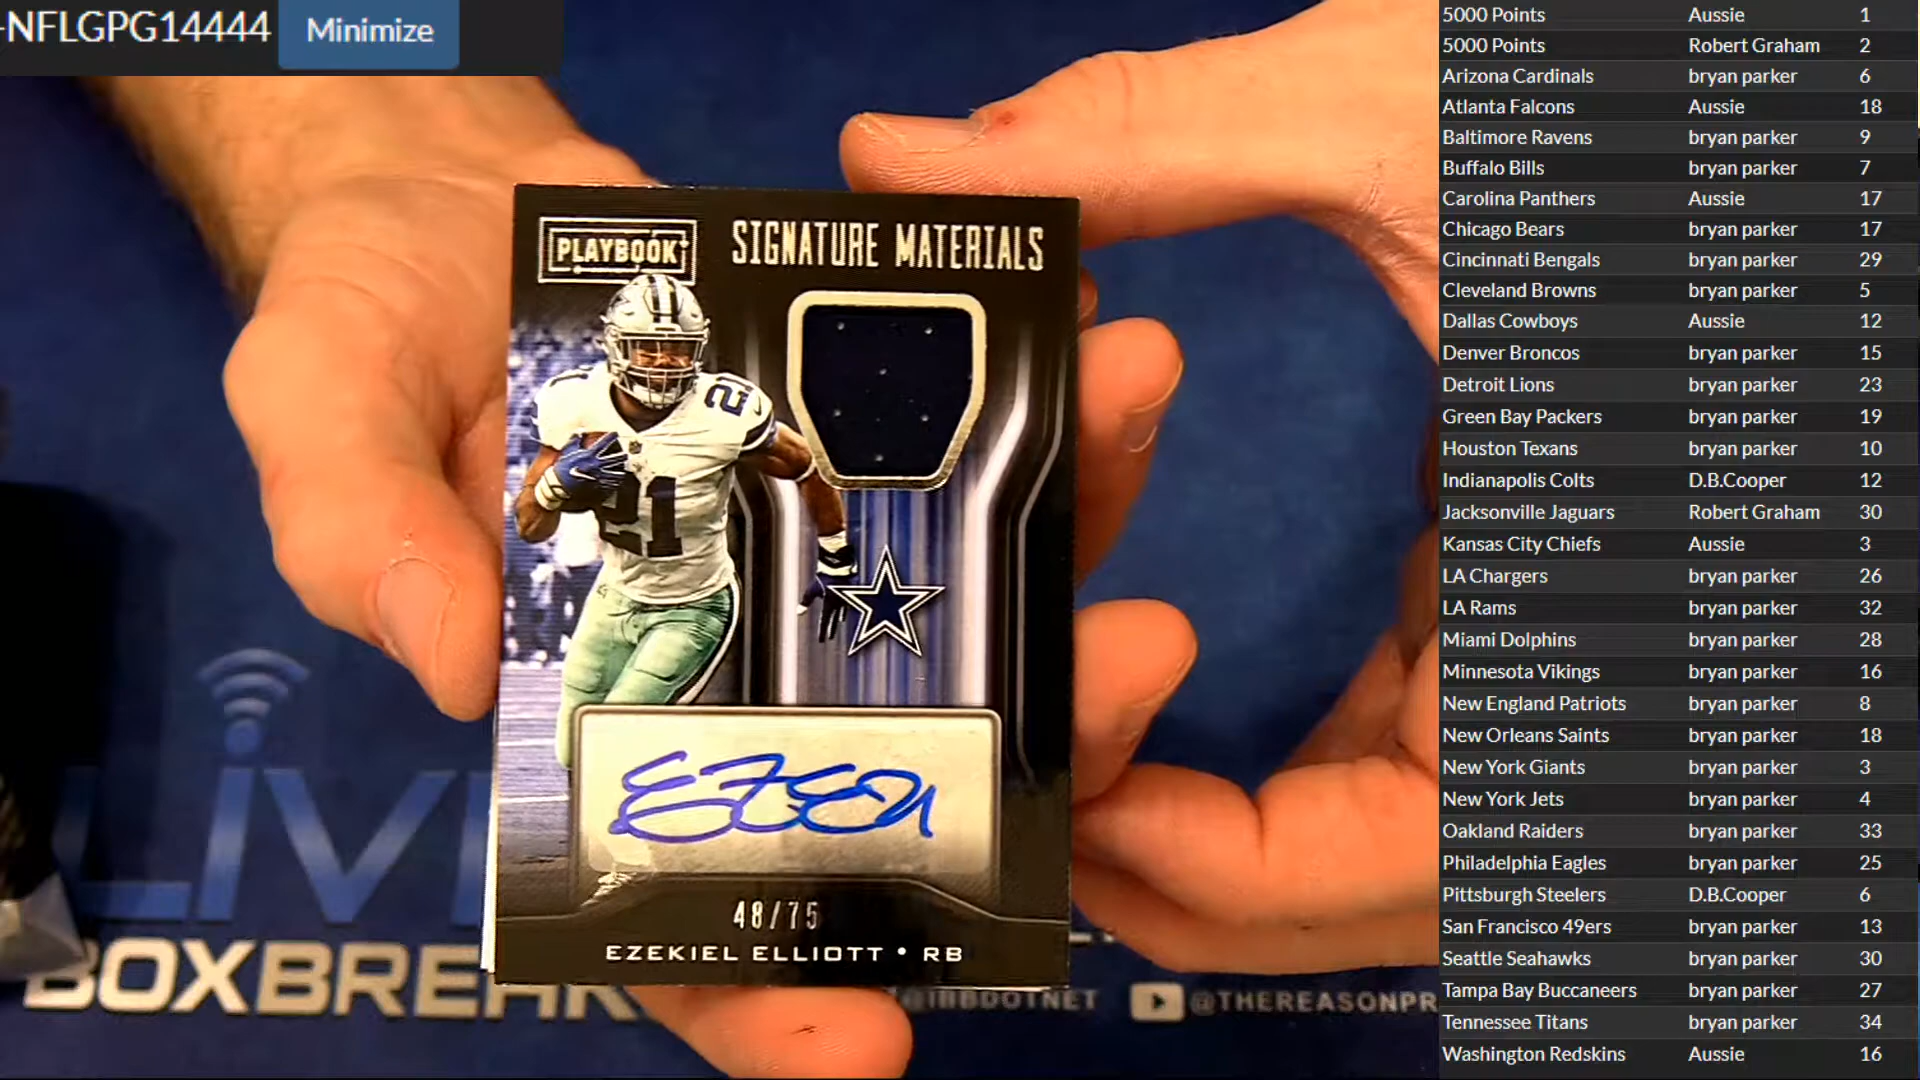 -NFLGPG14444 Minimize
PLAYBOOK
SIGNATURE MATERIALS
21
21
48/75
EZEKIEL ELLIOTT • RB
LIV
BOXBREAK
DOTNET
@THEREASONPR
5000 Points Aussie 1
5000 Points Robert Graham 2
Arizona Cardinals bryan parker 6
Atlanta Falcons Aussie 18
Baltimore Ravens bryan parker 9
Buffalo Bills bryan parker 7
Carolina Panthers Aussie 17
Chicago Bears bryan parker 17
Cincinnati Bengals bryan parker 29
Cleveland Browns bryan parker 5
Dallas Cowboys Aussie 12
Denver Broncos bryan parker 15
Detroit Lions bryan parker 23
Green Bay Packers bryan parker 19
Houston Texans bryan parker 10
Indianapolis Colts D.B.Cooper 12
Jacksonville Jaguars Robert Graham 30
Kansas City Chiefs Aussie 3
LA Chargers bryan parker 26
LA Rams bryan parker 32
Miami Dolphins bryan parker 28
Minnesota Vikings bryan parker 16
New England Patriots bryan parker 8
New Orleans Saints bryan parker 18
New York Giants bryan parker 3
New York Jets bryan parker 4
Oakland Raiders bryan parker 33
Philadelphia Eagles bryan parker 25
Pittsburgh Steelers D.B.Cooper 6
San Francisco 49ers bryan parker 13
Seattle Seahawks bryan parker 30
Tampa Bay Buccaneers bryan parker 27
Tennessee Titans bryan parker 34
Washington Redskins Aussie 16